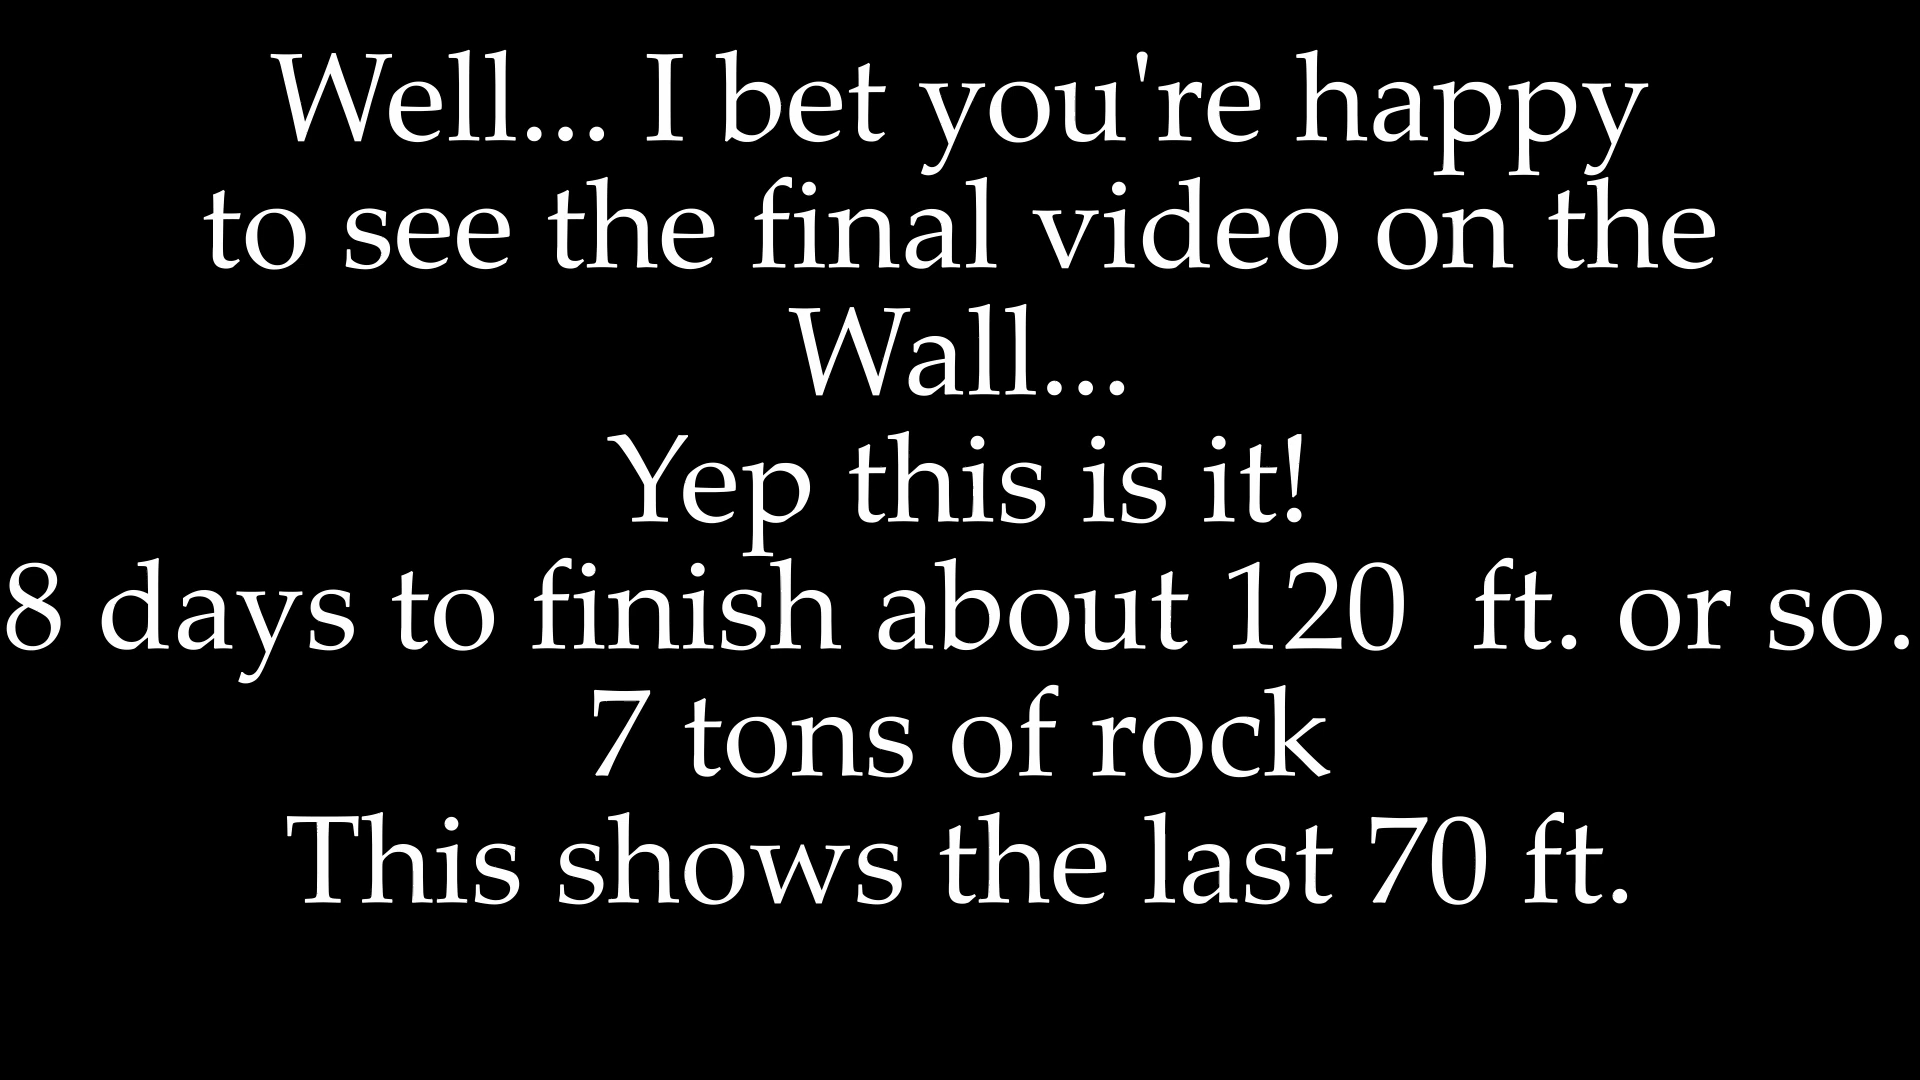 Well... I bet you're happy
to see the final video on the
Wall...
Yep this is it!
8 days to finish about 120  ft. or so.
7 tons of rock
This shows the last 70 ft.